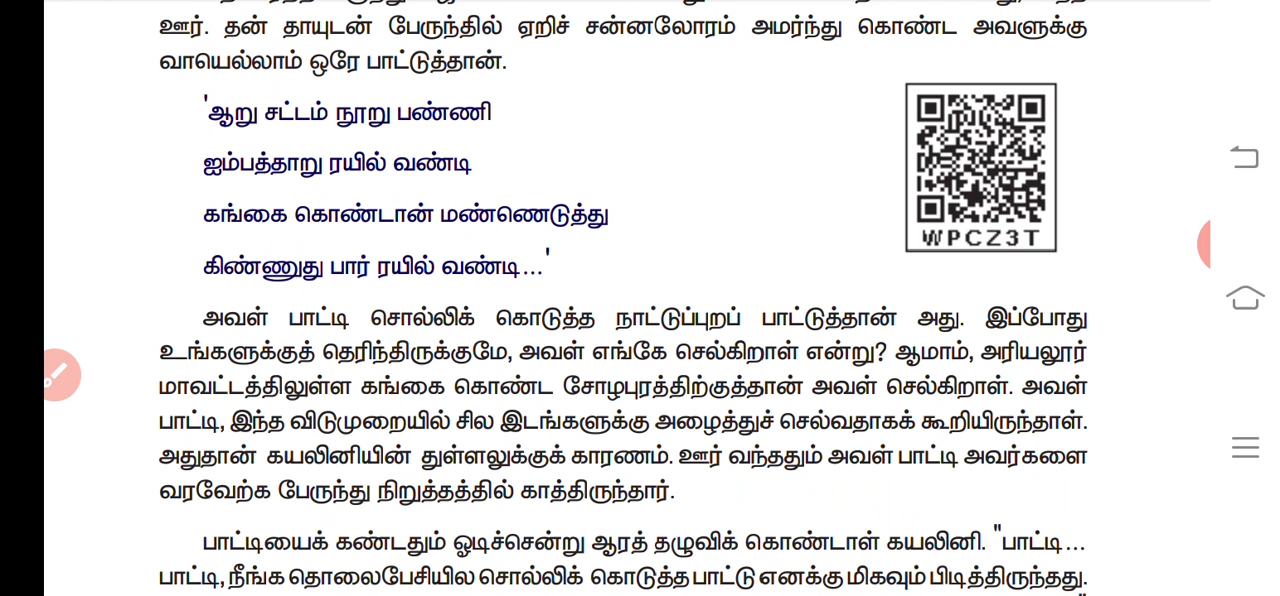 ஊர். தன் தாயுடன் பேருந்தில் ஏறிச் சன்னலோரம் அமர்ந்து கொண்ட அவளுக்கு
வாயெல்லாம் ஒரே பாட்டுத்தான்.
'ஆறு சட்டம் நூறு பண்ணி
ஐம்பத்தாறு ரயில் வண்டி
கங்கை கொண்டான் மண்ணெடுத்து
கிண்ணுது பார் ரயில் வண்டி...'
WPCZ3T
அவள் பாட்டி சொல்லிக் கொடுத்த நாட்டுப்புறப் பாட்டுத்தான் அது. இப்போது
உங்களுக்குத் தெரிந்திருக்குமே, அவள் எங்கே செல்கிறாள் என்று? ஆமாம், அரியலூர்
மாவட்டத்திலுள்ள கங்கை கொண்ட சோழபுரத்திற்குத்தான் அவள் செல்கிறாள். அவள்
பாட்டி, இந்த விடுமுறையில் சில இடங்களுக்கு அழைத்துச் செல்வதாகக் கூறியிருந்தாள்.
அதுதான் கயலினியின் துள்ளலுக்குக் காரணம். ஊர் வந்ததும் அவள் பாட்டி அவர்களை
வரவேற்க பேருந்து நிறுத்தத்தில் காத்திருந்தார்.
பாட்டியைக் கண்டதும் ஓடிச்சென்று ஆரத் தழுவிக் கொண்டாள் கயலினி. "பாட்டி...
பாட்டி, நீங்க தொலைபேசியில சொல்லிக் கொடுத்த பாட்டு எனக்கு மிகவும் பிடித்திருந்தது.